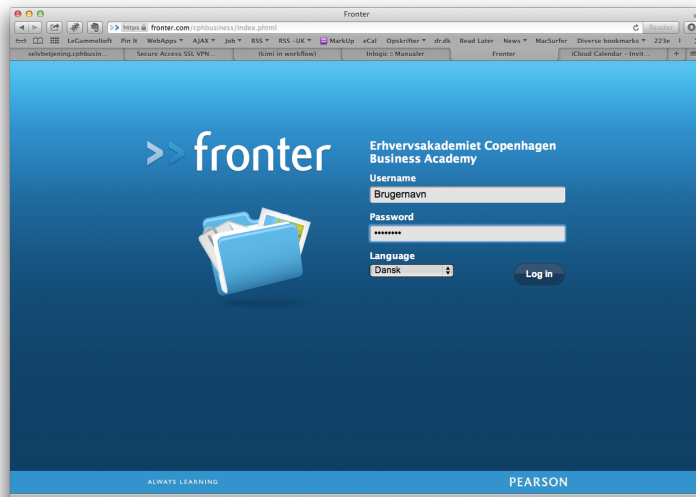 Fronter
https fronter.com/cphbusiness/index.phtml
Reader
LeGammeltoft Pin It WebApps AJAX Job RSS RSS-UK MarkUp eCal Opskrifter dr.dk Read Later News MacSurfer Diverse bookmarks 223e
selvbetjening.cphbusin... Secure Access SSL VPN... (kimi in workflow) Inlogic :: Manualer Fronter iCloud Calendar - Invit...
>> fronter
Erhvervsakademiet Copenhagen
Business Academy
Username
Brugernavn
Password
••••••••
Language
Dansk
Log in
ALWAYS LEARNING
PEARSON